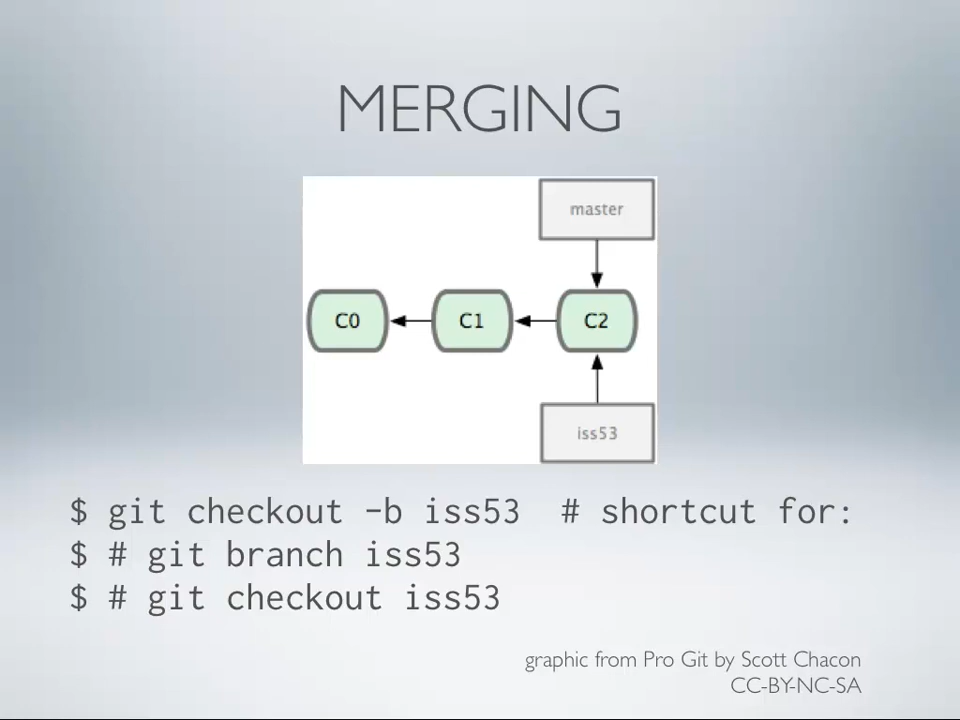 MERGING
master
C0 C1 C2
iss53
$ git checkout -b iss53  # shortcut for:
$ # git branch iss53
$ # git checkout iss53
graphic from Pro Git by Scott Chacon
CC-BY-NC-SA